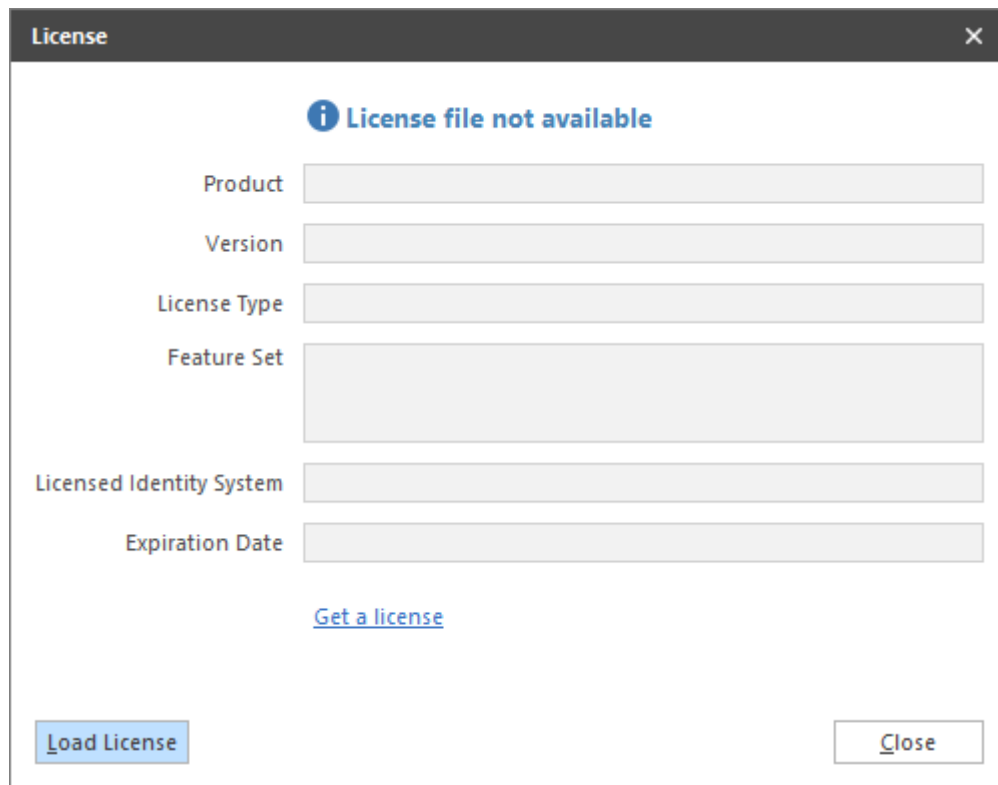 License
License file not available
Product
Version
License Type
Feature Set
Licensed Identity System
Expiration Date
Get a license
Load License
Close